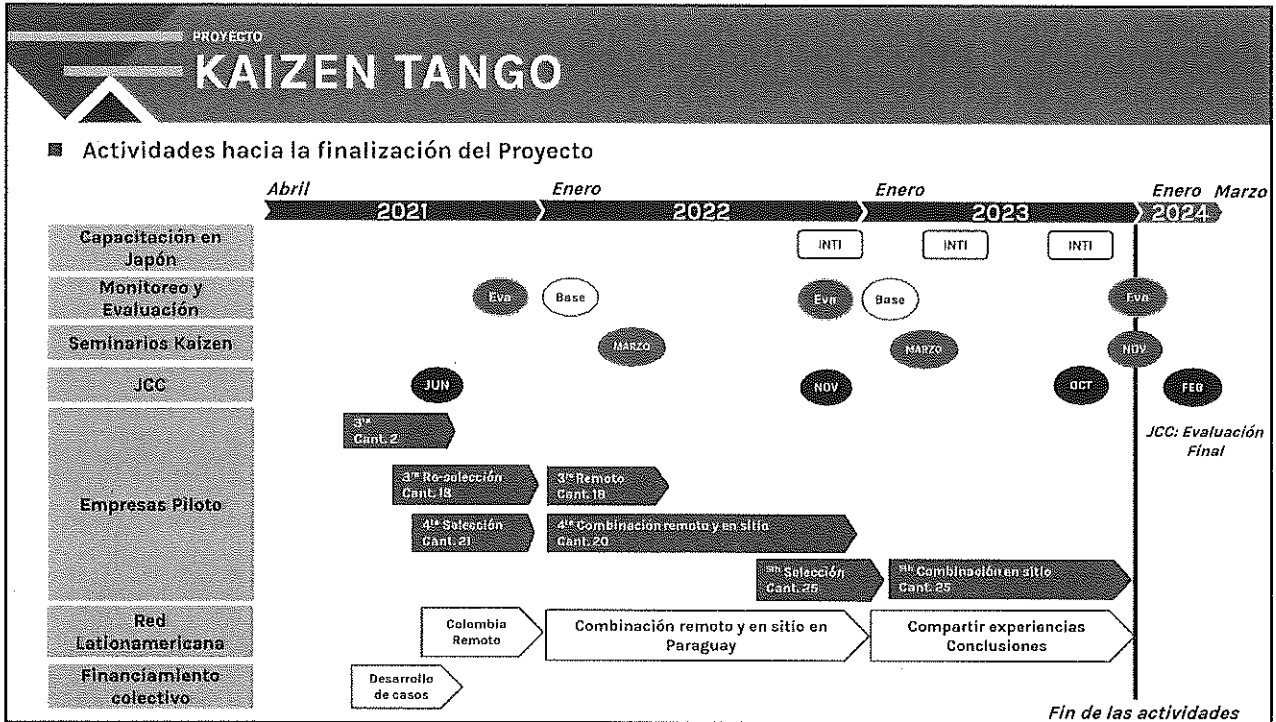 PROYECTO
KAIZEN TANGO
Actividades hacia la finalización del Proyecto
Abril Enero Enero Enero Marzo
2021 2022 2023 2024
Capacitación en
Japón
INTI INTI INTI
Monitoreo y
Evaluación
Eva Base Eva Base Eva
Seminarios Kaizen
MARZO MARZO NOV
JCC
JUN NOV OCT FEB
JCC: Evaluación
Final
Empresas Piloto
Cant. 2
Re-selección
Cant. 18
Remoto
Cant. 18
Selección
Cant. 21
Combinación remoto y en sitio
Cant. 20
Selección
Cant. 25
Combinación en sitio
Cant. 25
Red
Lationamericana
Colombia
Remoto
Combinación remoto y en sitio en
Paraguay
Compartir experiencias
Conclusiones
Financiamiento
colectivo
Desarrollo
de casos
Fin de las actividades